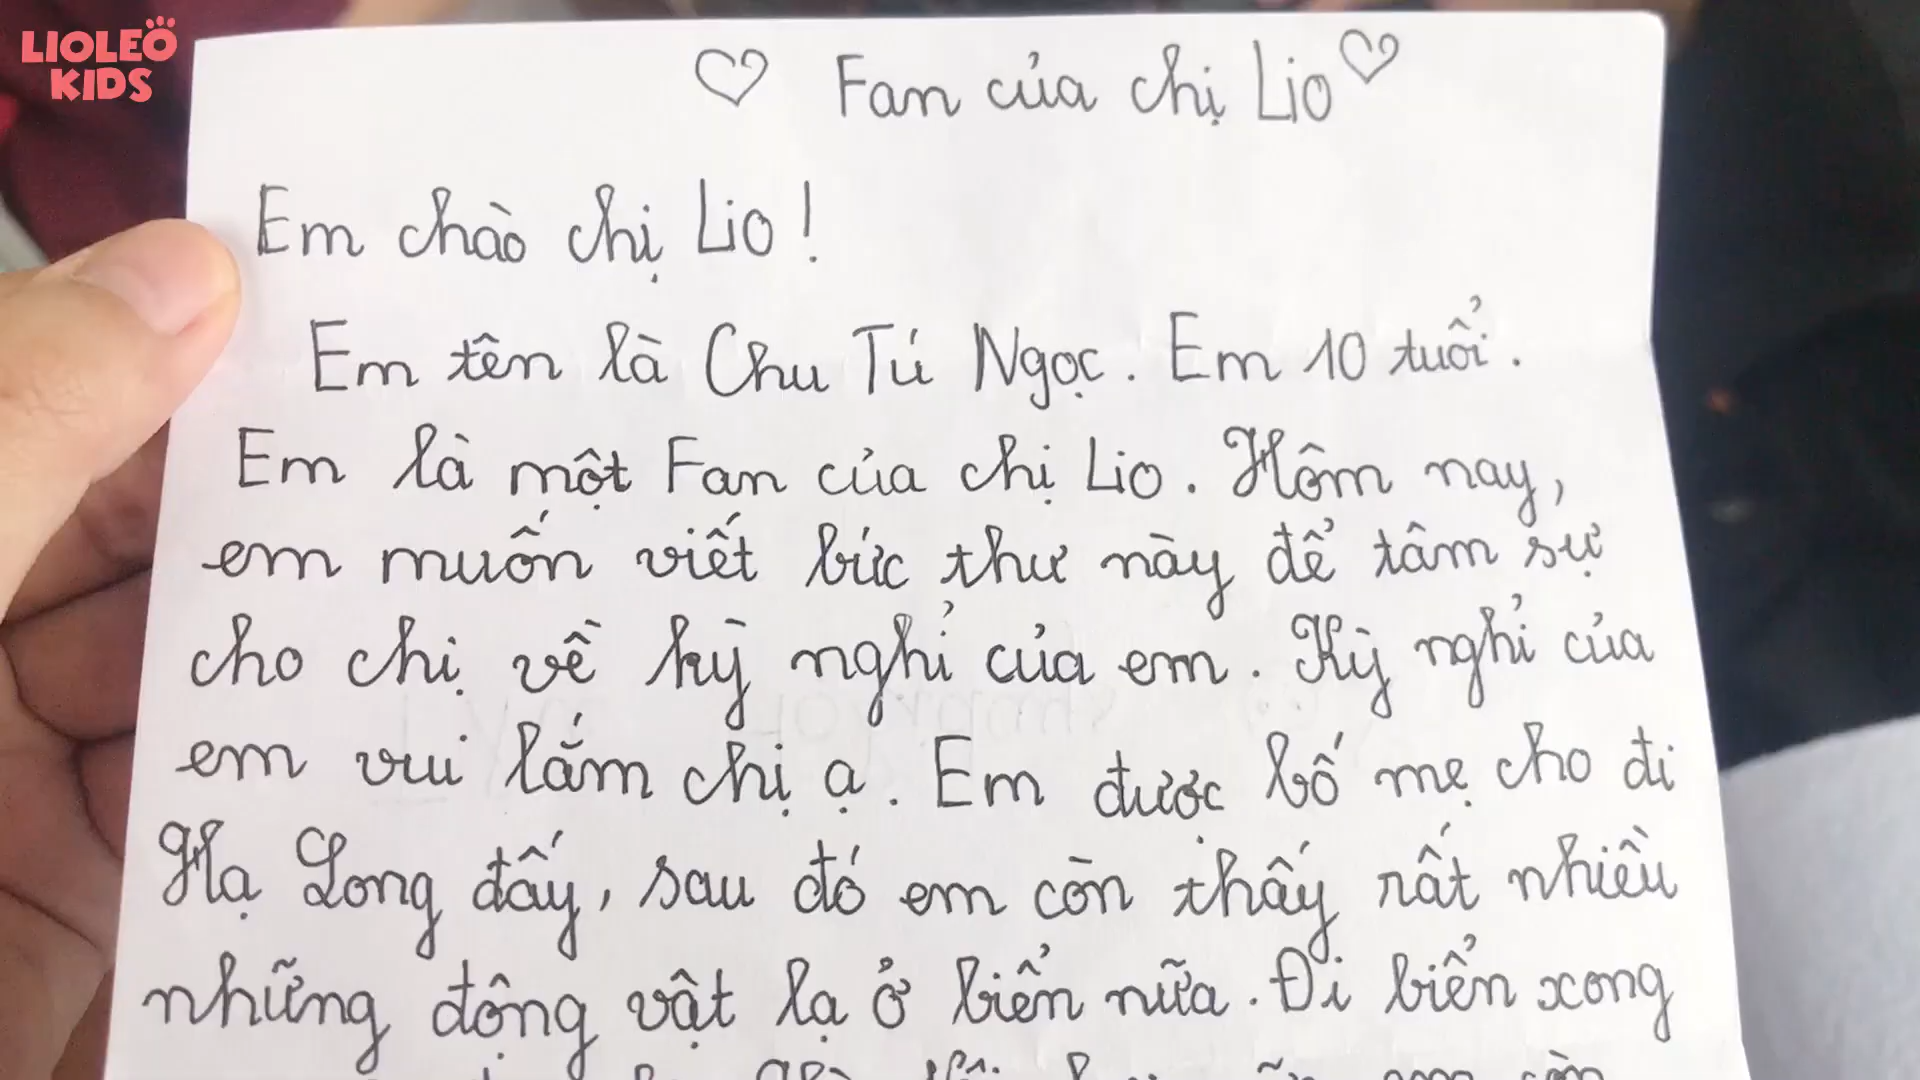 LIOLEO
KIDS
Fan của chị Lio
Em chào chị Lio!
Em tên là Chu Tú Ngọc. Em 10 tuổi.
Em là một Fan của chị Lio. Hôm nay,
em muốn viết bức thư này để tâm sự
cho chị về kỳ nghỉ của em. Kỳ nghỉ của
em vui lắm chị ạ. Em được bố mẹ cho đi
Hạ Long đấy, sau đó em còn thấy rất nhiều
những động vật lạ ở biển nữa. Đi biển xong